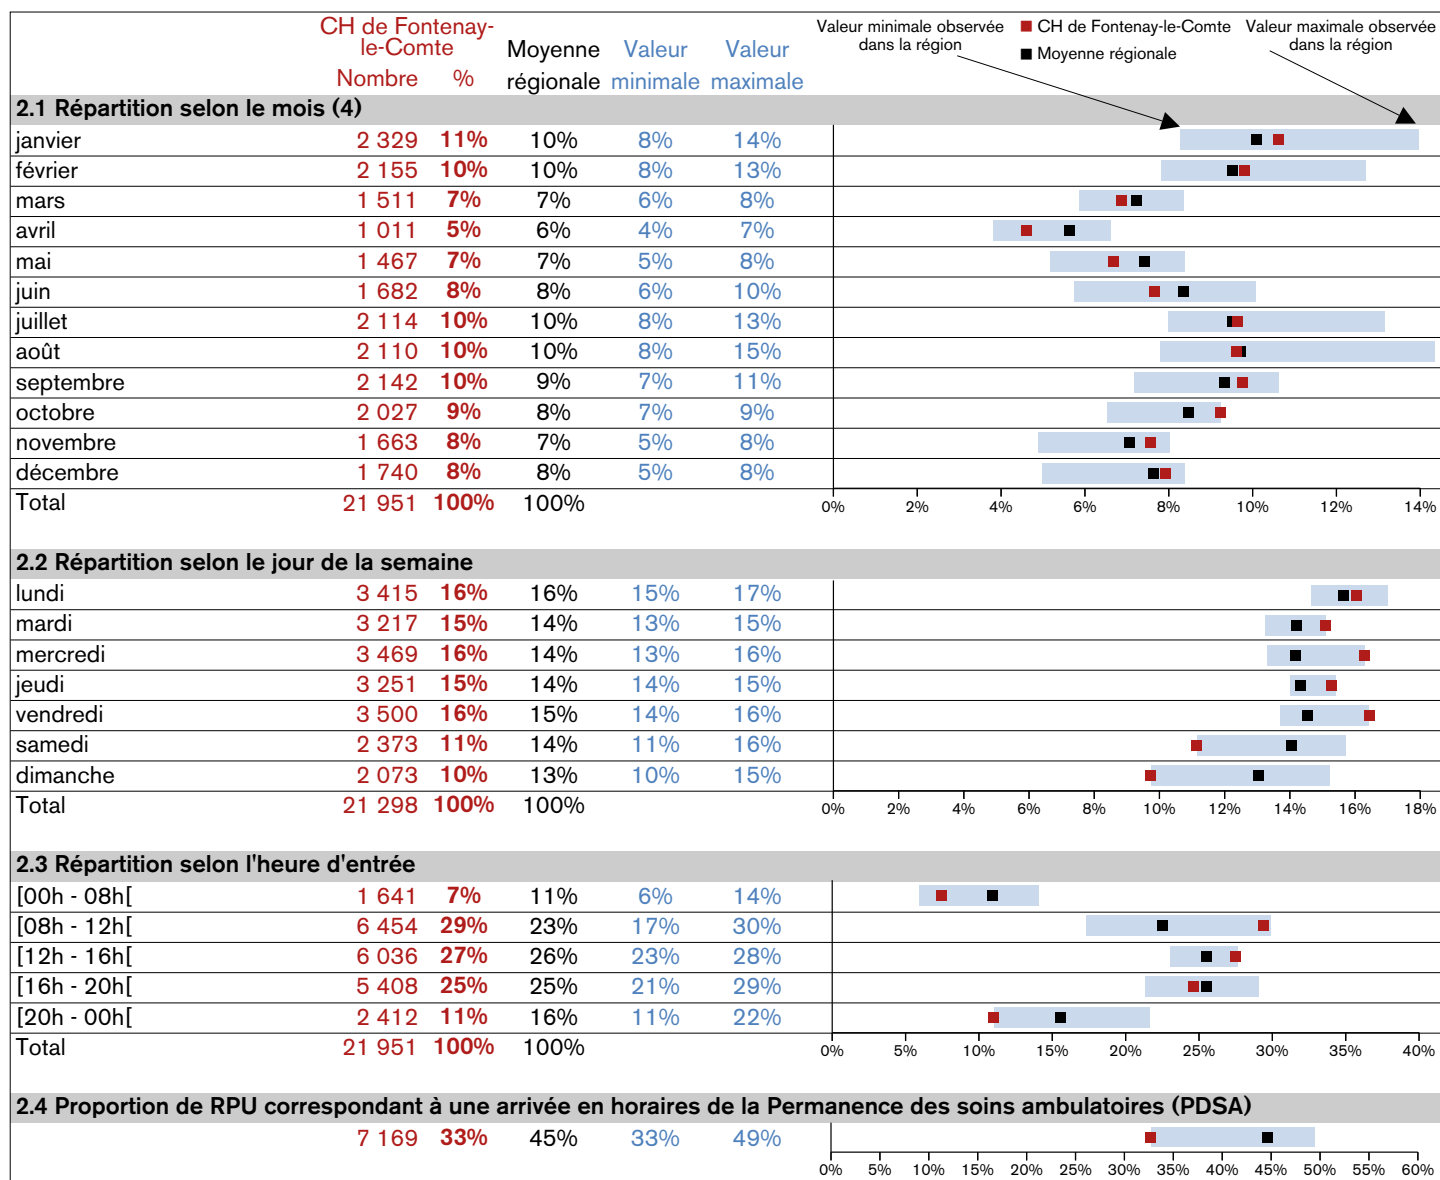 CH de Fontenay-
le-Comte
Nombre % Moyenne régionale Valeur minimale Valeur maximale
Valeur minimale observée dans la région
CH de Fontenay-le-Comte
Moyenne régionale
Valeur maximale observée dans la région
2.1 Répartition selon le mois (4)
janvier 2 329 11% 10% 8% 14%
février 2 155 10% 10% 8% 13%
mars 1 511 7% 7% 6% 8%
avril 1 011 5% 6% 4% 7%
mai 1 467 7% 7% 5% 8%
juin 1 682 8% 8% 6% 10%
juillet 2 114 10% 10% 8% 13%
août 2 110 10% 10% 8% 15%
septembre 2 142 10% 9% 7% 11%
octobre 2 027 9% 8% 7% 9%
novembre 1 663 8% 7% 5% 8%
décembre 1 740 8% 8% 5% 8%
Total 21 951 100% 100%
0% 2% 4% 6% 8% 10% 12% 14%
2.2 Répartition selon le jour de la semaine
lundi 3 415 16% 16% 15% 17%
mardi 3 217 15% 14% 13% 15%
mercredi 3 469 16% 14% 13% 16%
jeudi 3 251 15% 14% 14% 15%
vendredi 3 500 16% 15% 14% 16%
samedi 2 373 11% 14% 11% 16%
dimanche 2 073 10% 13% 10% 15%
Total 21 298 100% 100%
0% 2% 4% 6% 8% 10% 12% 14% 16% 18%
2.3 Répartition selon l'heure d'entrée
[00h - 08h[ 1 641 7% 11% 6% 14%
[08h - 12h[ 6 454 29% 23% 17% 30%
[12h - 16h[ 6 036 27% 26% 23% 28%
[16h - 20h[ 5 408 25% 25% 21% 29%
[20h - 00h[ 2 412 11% 16% 11% 22%
Total 21 951 100% 100%
0% 5% 10% 15% 20% 25% 30% 35% 40%
2.4 Proportion de RPU correspondant à une arrivée en horaires de la Permanence des soins ambulatoires (PDSA)
7 169 33% 45% 33% 49%
0% 5% 10% 15% 20% 25% 30% 35% 40% 45% 50% 55% 60%